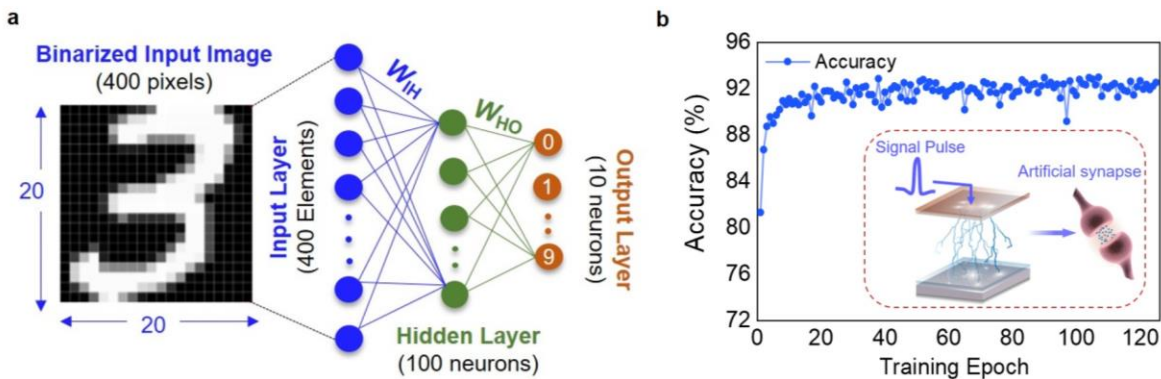 a
Binarized Input Image
(400 pixels)
20
20
Input Layer
(400 Elements)
W_IH
W_HO
Hidden Layer
(100 neurons)
0
1
9
Output Layer
(10 neurons)
b
Accuracy (%)
96
92
88
84
80
76
72
Accuracy
Signal Pulse
Artificial synapse
0 20 40 60 80 100 120
Training Epoch